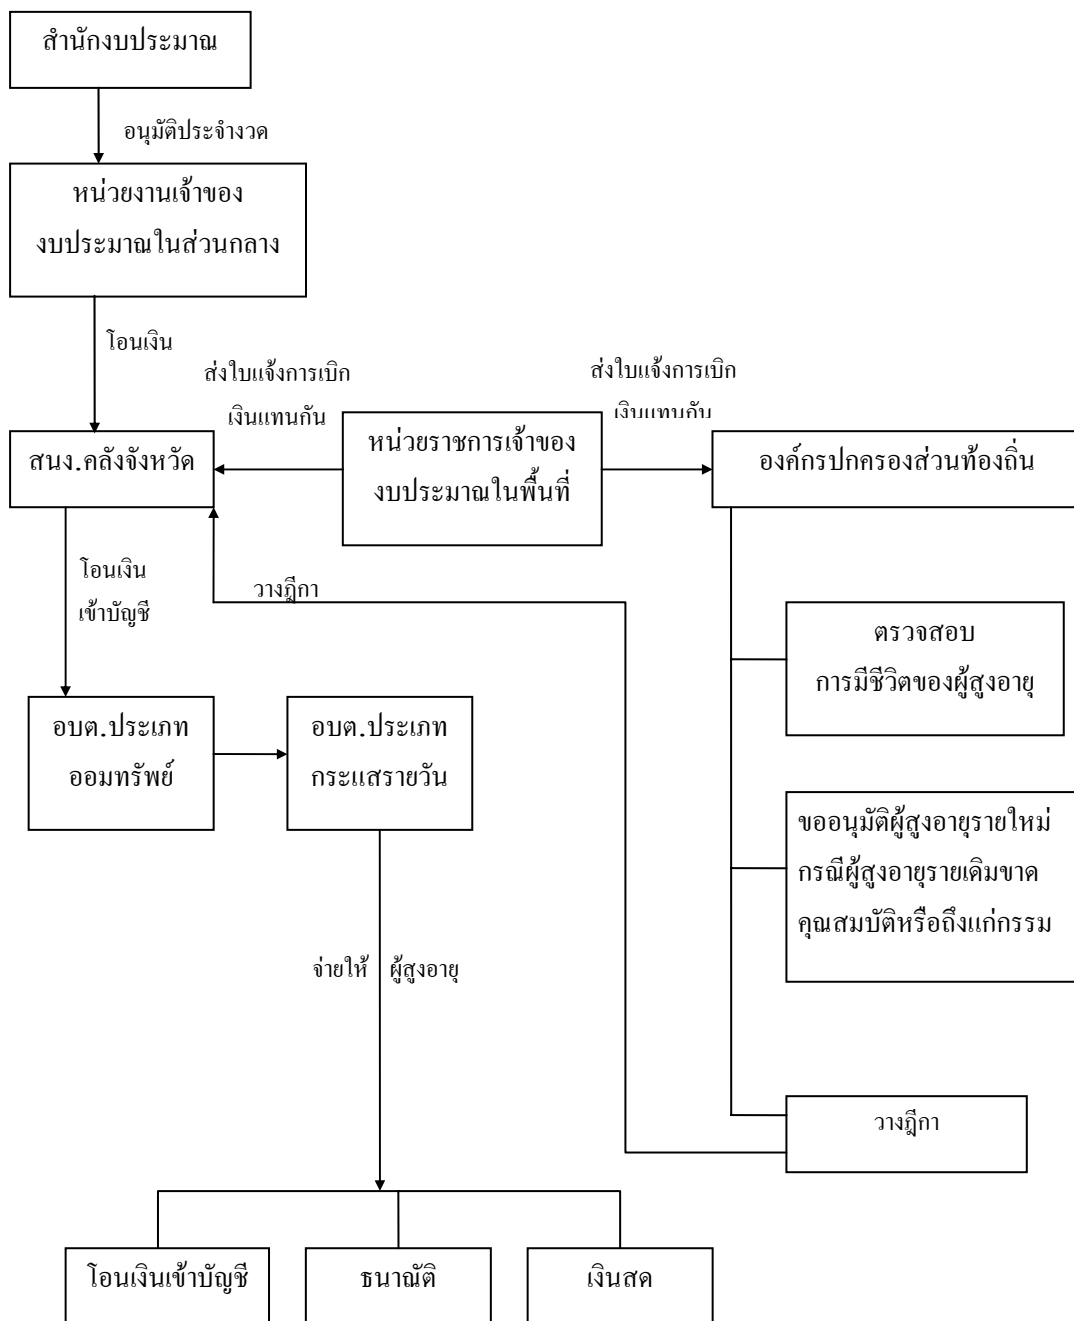 สำนักงบประมาณ
อนุมัติประจำงวด
หน่วยงานเจ้าของ
งบประมาณในส่วนกลาง
โอนเงิน
ส่งใบแจ้งการเบิก
เงินแทนกัน
ส่งใบแจ้งการเบิก
เงินแทนกัน
สนง.คลังจังหวัด
หน่วยราชการเจ้าของ
งบประมาณในพื้นที่
องค์กรปกครองส่วนท้องถิ่น
โอนเงิน
เข้าบัญชี
วางฎีกา
ตรวจสอบ
การมีชีวิตของผู้สูงอายุ
อบต.ประเภท
ออมทรัพย์
อบต.ประเภท
กระแสรายวัน
ขออนุมัติผู้สูงอายุรายใหม่
กรณีผู้สูงอายุรายเดิมขาด
คุณสมบัติหรือถึงแก่กรรม
จ่ายให้ ผู้สูงอายุ
วางฎีกา
โอนเงินเข้าบัญชี
ธนาณัติ
เงินสด